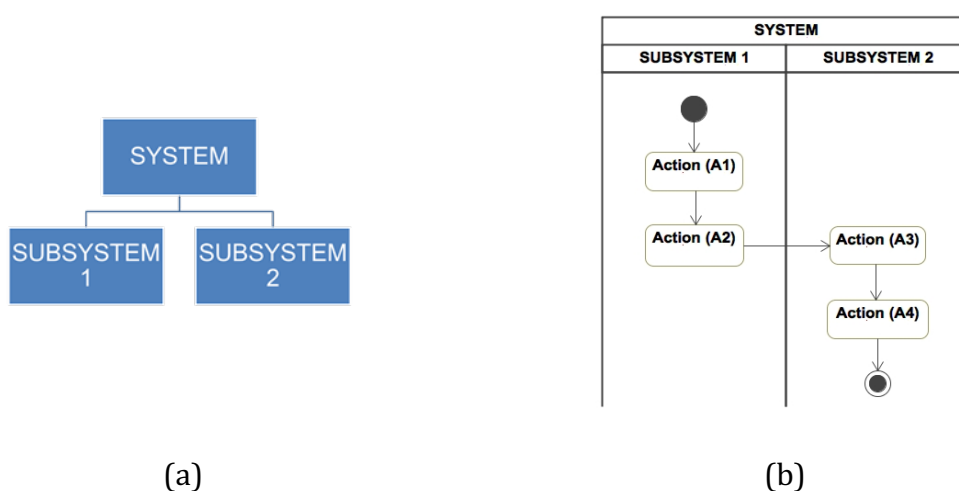 SYSTEM
SUBSYSTEM
1
SUBSYSTEM
2
(a)
SYSTEM
SUBSYSTEM 1
SUBSYSTEM 2
Action (A1)
Action (A2)
Action (A3)
Action (A4)
(b)